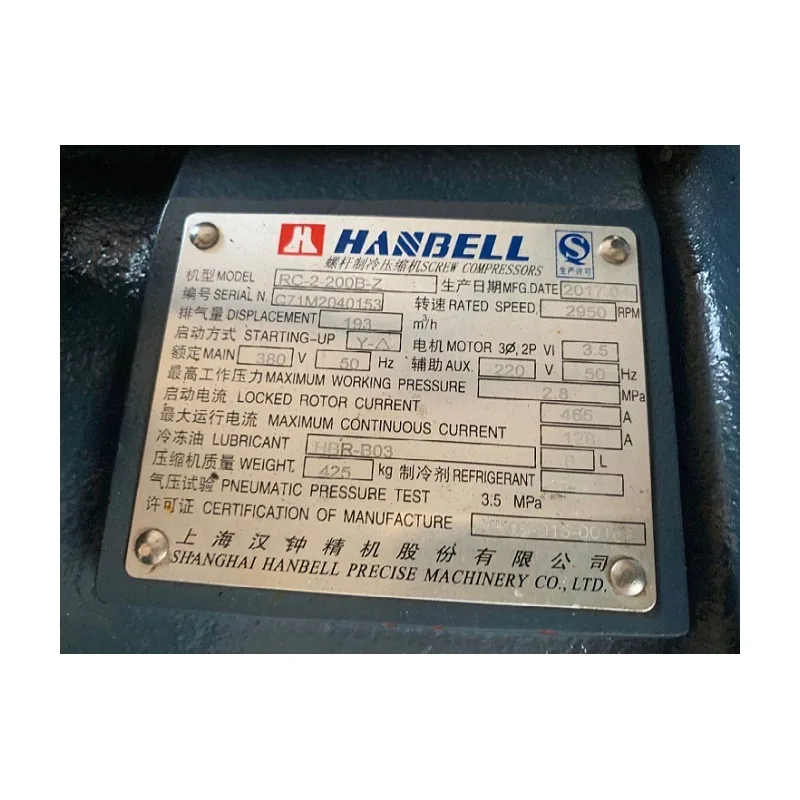 HANBELL
螺杆制冷压缩机SCREW COMPRESSORS
生产许可
机型MODEL RC-2-200B-Z 生产日期MFG.DATE 2017.04
编号SERIAL N. C71M2040153 转速RATED SPEED. 2950 RPM
排气量DISPLACEMENT 193 m³/h
启动方式 STARTING-UP Y-△ 电机MOTOR 3Ø, 2P VI 3.5
额定MAIN 380 V 50 Hz 辅助AUX. 220 V 50 Hz
最高工作压力MAXIMUM WORKING PRESSURE 2.8 MPa
启动电流 LOCKED ROTOR CURRENT 465 A
最大运行电流 MAXIMUM CONTINUOUS CURRENT 128 A
冷冻油 LUBRICANT HBR-B03 8 L
压缩机质量 WEIGHT. 425 kg 制冷剂REFRIGERANT
气压试验 PNEUMATIC PRESSURE TEST 3.5 MPa
许可证 CERTIFICATION OF MANUFACTURE
上海汉钟精机股份有限公司
SHANGHAI HANBELL PRECISE MACHINERY CO., LTD.